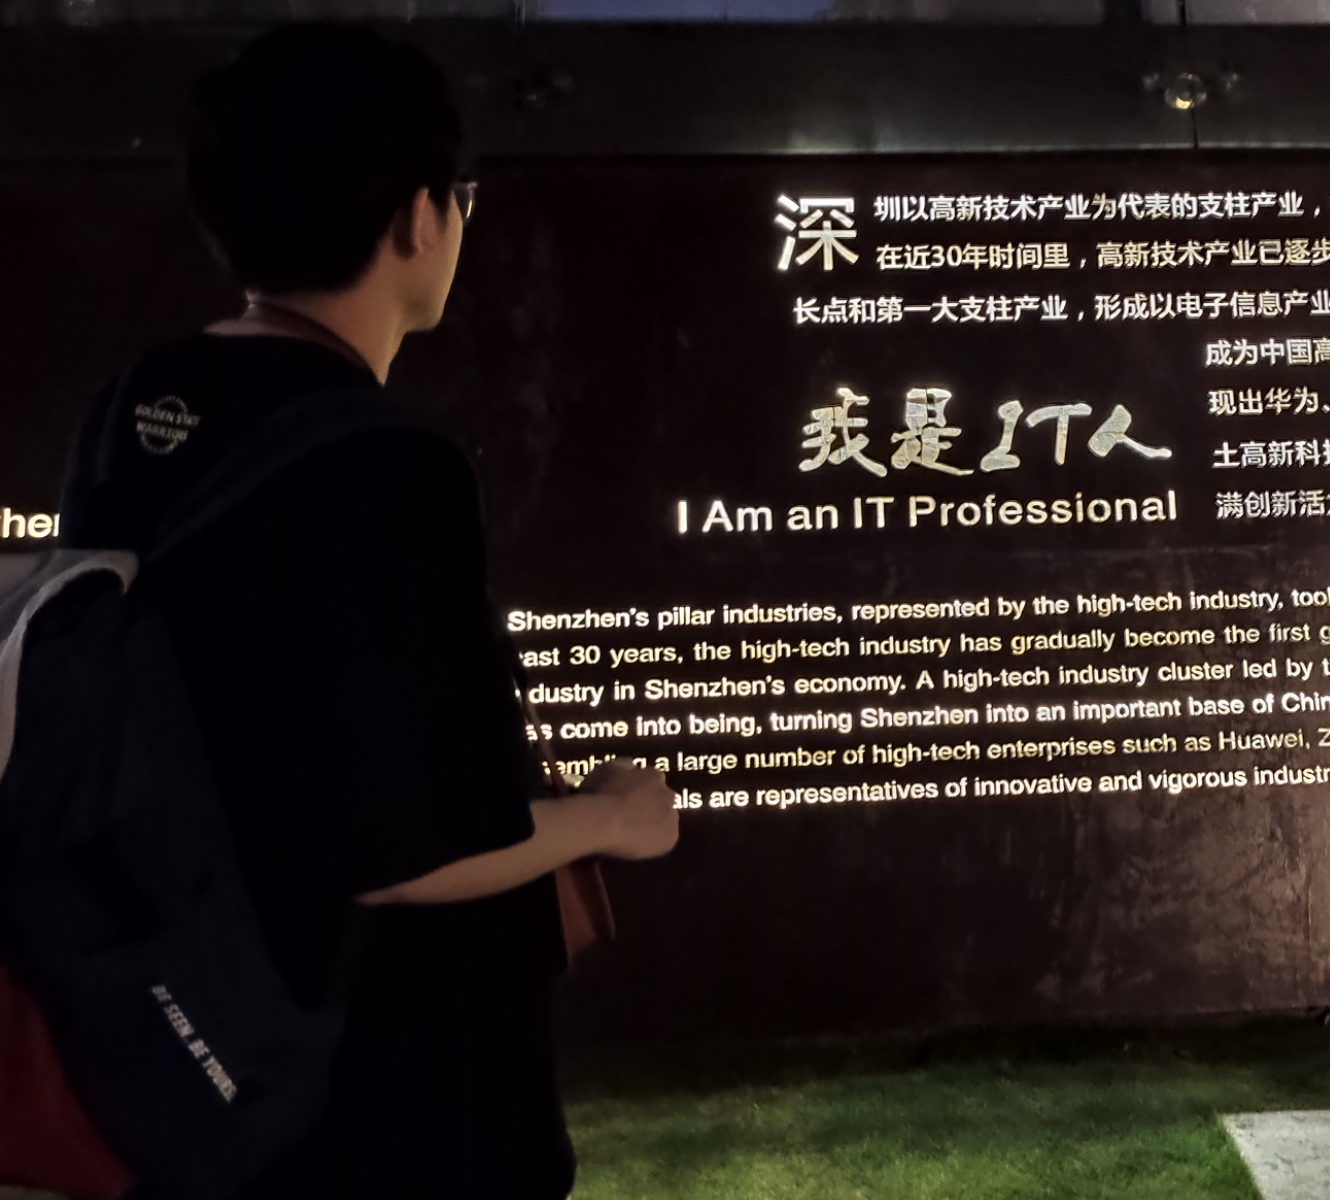 深圳以高新技术产业为代表的支柱产业，
在近30年时间里，高新技术产业已逐步
长点和第一大支柱产业，形成以电子信息产业
成为中国高
现出华为、
土高新科技
满创新活
我是IT人
I Am an IT Professional
Shenzhen's pillar industries, represented by the high-tech industry, took
ast 30 years, the high-tech industry has gradually become the first g
dustry in Shenzhen's economy. A high-tech industry cluster led by t
as come into being, turning Shenzhen into an important base of Chin
a large number of high-tech enterprises such as Huawei, Z
als are representatives of innovative and vigorous industr
hen
GOLDEN STATE
WARRIORS
BE SEEN, BE YOURS.